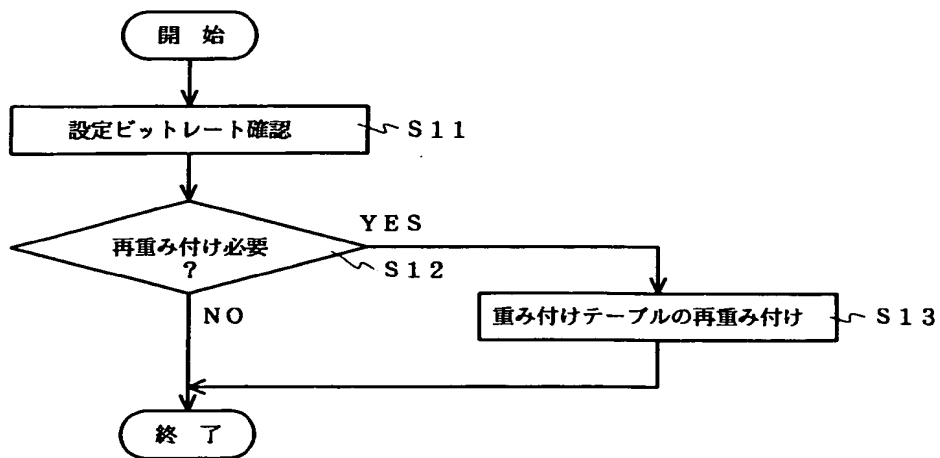 開 始
設定ビットレート確認
S11
YES
再重み付け必要
?
S12
NO
重み付けテーブルの再重み付け
S13
終 了